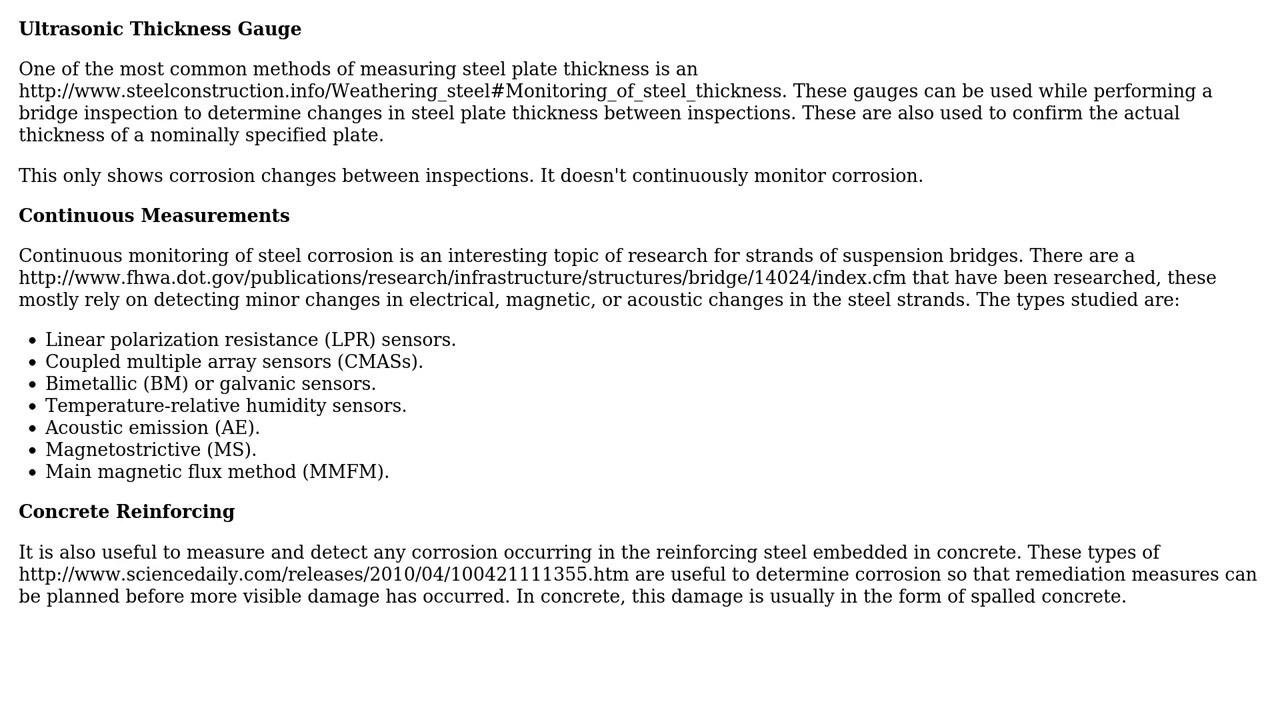 Ultrasonic Thickness Gauge
One of the most common methods of measuring steel plate thickness is an
http://www.steelconstruction.info/Weathering_steel#Monitoring_of_steel_thickness. These gauges can be used while performing a
bridge inspection to determine changes in steel plate thickness between inspections. These are also used to confirm the actual
thickness of a nominally specified plate.
This only shows corrosion changes between inspections. It doesn't continuously monitor corrosion.
Continuous Measurements
Continuous monitoring of steel corrosion is an interesting topic of research for strands of suspension bridges. There are a
http://www.fhwa.dot.gov/publications/research/infrastructure/structures/bridge/14024/index.cfm that have been researched, these
mostly rely on detecting minor changes in electrical, magnetic, or acoustic changes in the steel strands. The types studied are:
• Linear polarization resistance (LPR) sensors.
• Coupled multiple array sensors (CMASs).
• Bimetallic (BM) or galvanic sensors.
• Temperature-relative humidity sensors.
• Acoustic emission (AE).
• Magnetostrictive (MS).
• Main magnetic flux method (MMFM).
Concrete Reinforcing
It is also useful to measure and detect any corrosion occurring in the reinforcing steel embedded in concrete. These types of
http://www.sciencedaily.com/releases/2010/04/100421111355.htm are useful to determine corrosion so that remediation measures can
be planned before more visible damage has occurred. In concrete, this damage is usually in the form of spalled concrete.